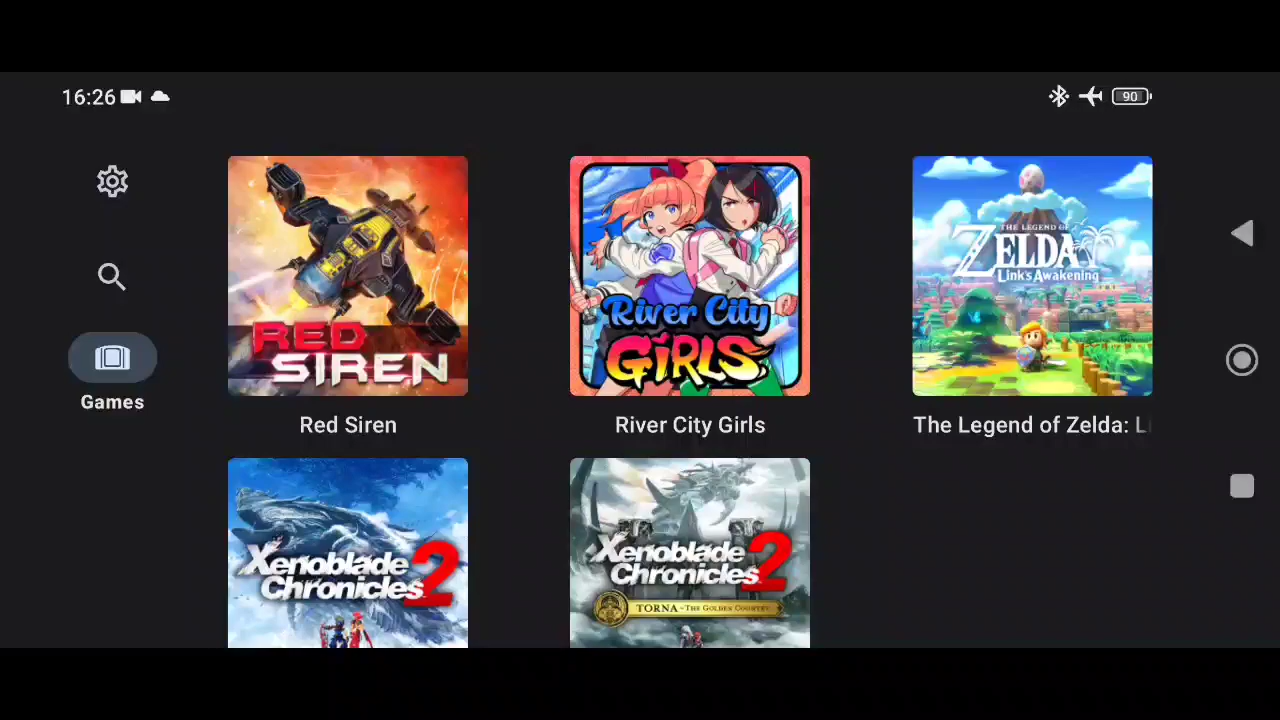 16:26
90
RED
SIREN
River City
GiRLS
THE LEGEND OF
ZELDA
Link's Awakening
Games
Red Siren
River City Girls
The Legend of Zelda: Li
Xenoblade
Chronicles 2
Xenoblade
Chronicles 2
TORNA ~ THE GOLDEN COUNTRY